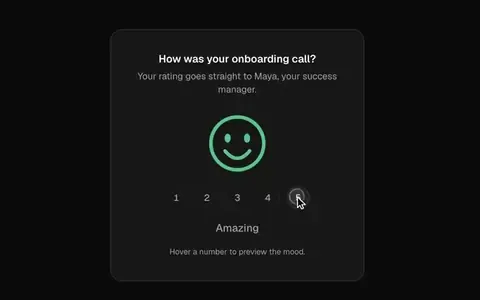 How was your onboarding call?
Your rating goes straight to Maya, your success
manager.
1 2 3 4 5
Amazing
Hover a number to preview the mood.